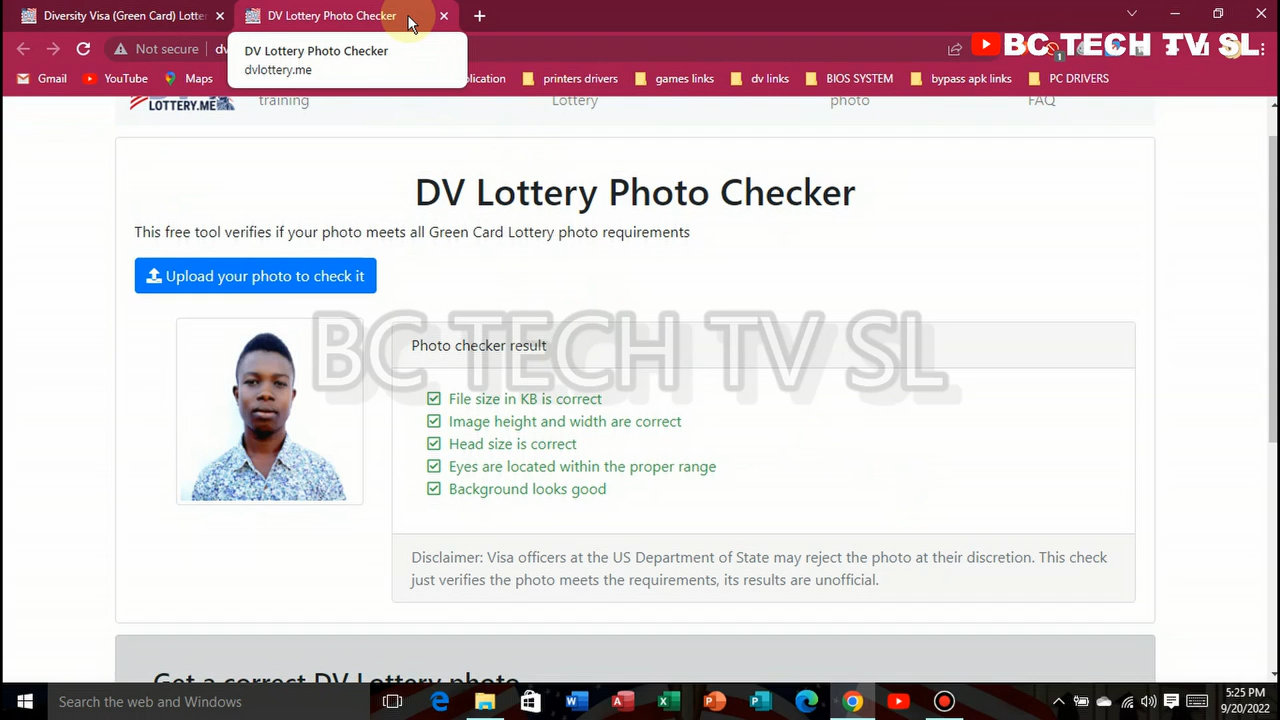 Diversity Visa (Green Card) Lotter
DV Lottery Photo Checker
Not secure
DV Lottery Photo Checker
dvlottery.me
BC TECH TV SL
1
Gmail
YouTube
Maps
plication
printers drivers
games links
dv links
BIOS SYSTEM
bypass apk links
PC DRIVERS
LOTTERY.ME
training
Lottery
photo
FAQ
DV Lottery Photo Checker
This free tool verifies if your photo meets all Green Card Lottery photo requirements
Upload your photo to check it
BC TECH TV SL
Photo checker result
File size in KB is correct
Image height and width are correct
Head size is correct
Eyes are located within the proper range
Background looks good
Disclaimer: Visa officers at the US Department of State may reject the photo at their discretion. This check
just verifies the photo meets the requirements, its results are unofficial.
Get a correct DV Lottery photo
Search the web and Windows
5:25 PM
9/20/2022